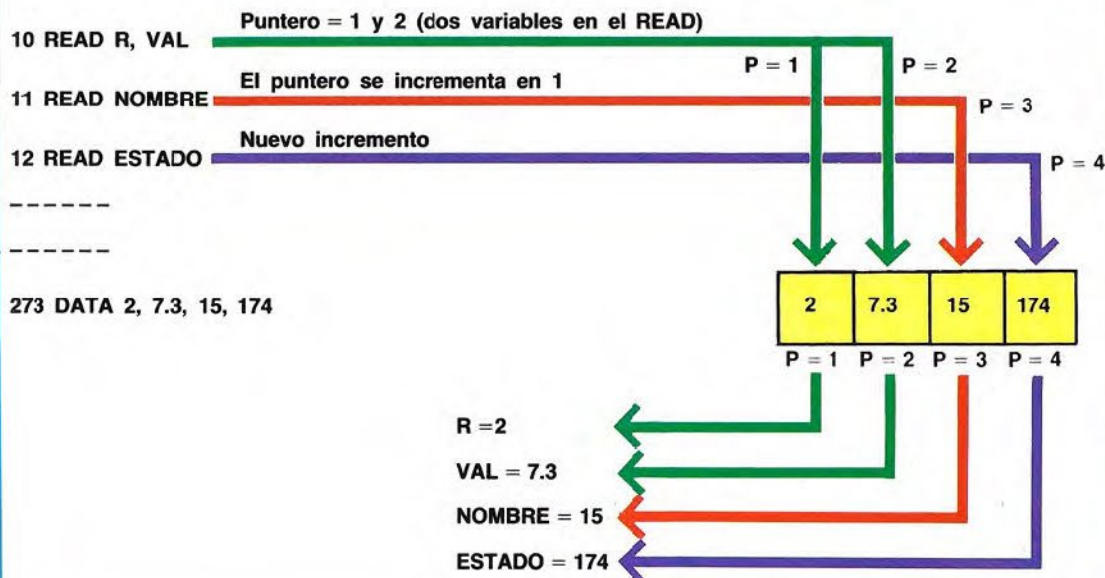 Puntero = 1 y 2 (dos variables en el READ)
10 READ R, VAL
P = 1
P = 2
El puntero se incrementa en 1
11 READ NOMBRE
P = 3
Nuevo incremento
12 READ ESTADO
P = 4
------
------
273 DATA 2, 7.3, 15, 174
2 7.3 15 174
P = 1 P = 2 P = 3 P = 4
R =2
VAL = 7.3
NOMBRE = 15
ESTADO = 174